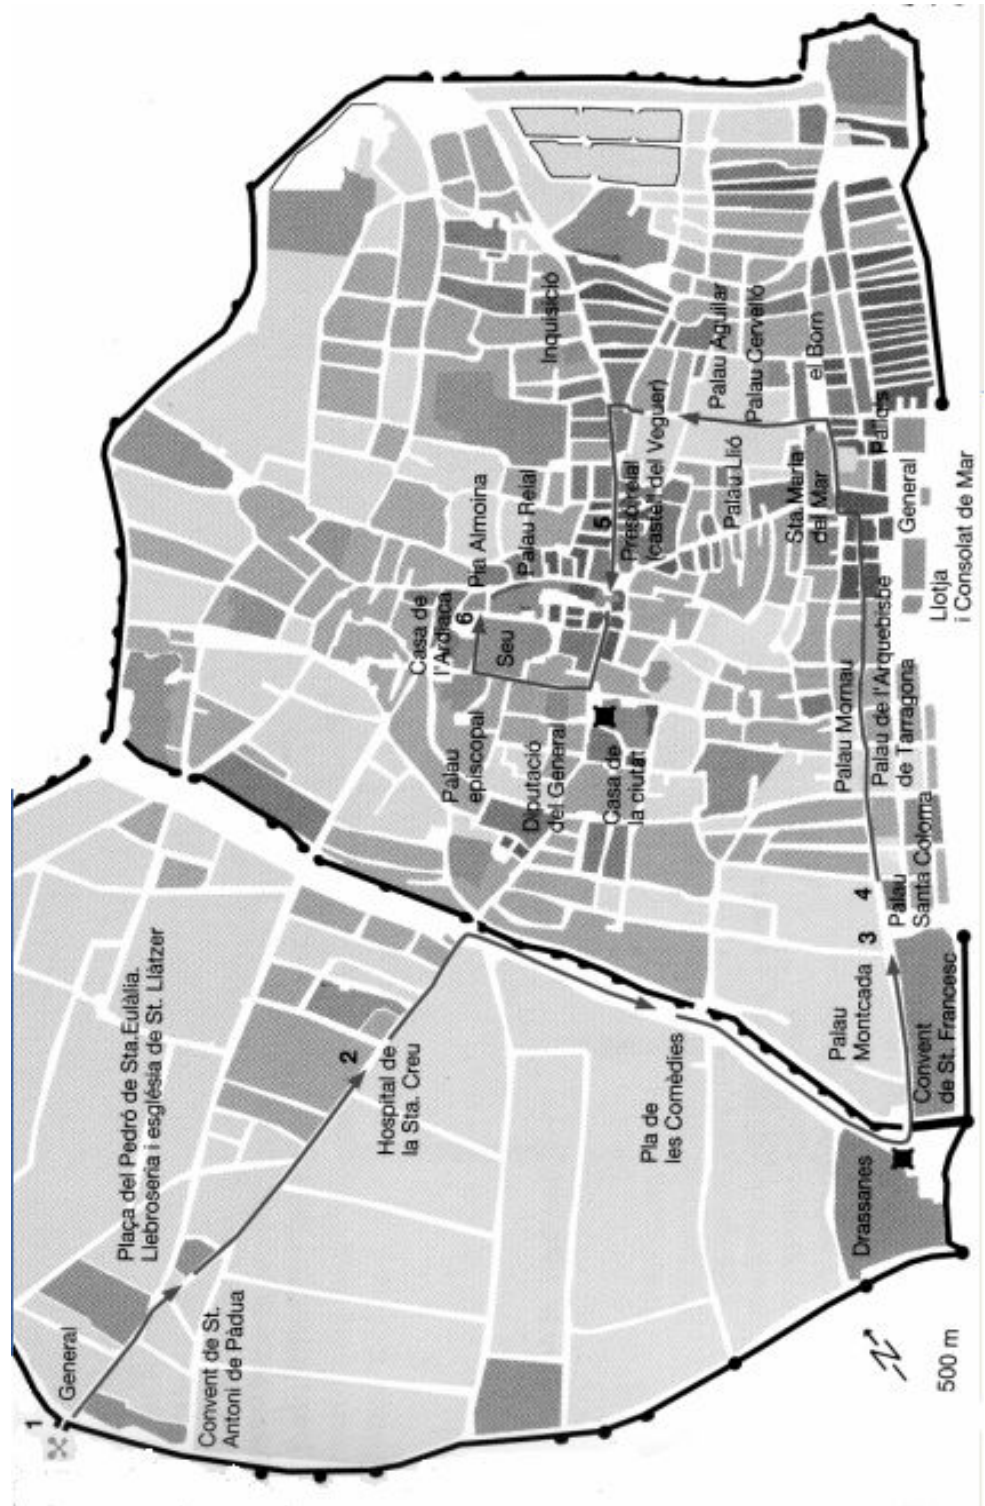 1
General
Plaça del Pedró de Sta.Eulàlia.
Llebroseria i església de St. Llàtzer
Convent de St.
Antoni de Pàdua
2
Hospital de
la Sta. Creu
Pla de
les Comèdies
Drassanes
N
500 m
Palau
Montcada
3
Convent
de St. Francesc
4
Palau
Santa Coloma
Palau Mornau
Palau de l'Arquebisbe
de Tarragona
Palau
episcopal
Diputació
del General
Casa de
la ciutat
Casa de
l'Ardiaca
6
Seu
Pia Almoina
Palau Reial
5
Presó reial
(castell del Veguer)
Inquisició
Palau Llió
Palau Aguilar
Palau Cervelló
Sta. Maria
del Mar
el Born
General
Llotja
i Consolat de Mar